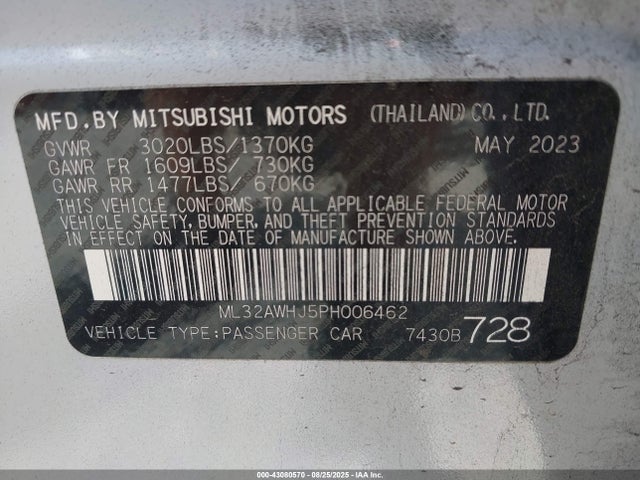 MFD.BY MITSUBISHI MOTORS (THAILAND)CO.,LTD.
GVWR 3020LBS/1370KG MAY 2023
GAWR FR 1609LBS/ 730KG
GAWR RR 1477LBS/ 670KG
THIS VEHICLE CONFORMS TO ALL APPLICABLE FEDERAL MOTOR
VEHICLE SAFETY, BUMPER, AND THEFT PREVENTION STANDARDS
IN EFFECT ON THE DATE OF MANUFACTURE SHOWN ABOVE.
ML32AWHJ5PH006462
VEHICLE TYPE:PASSENGER CAR 7430B 728
000-43080570 - 08/25/2025 - COPYRIGHT IAA, LLC.